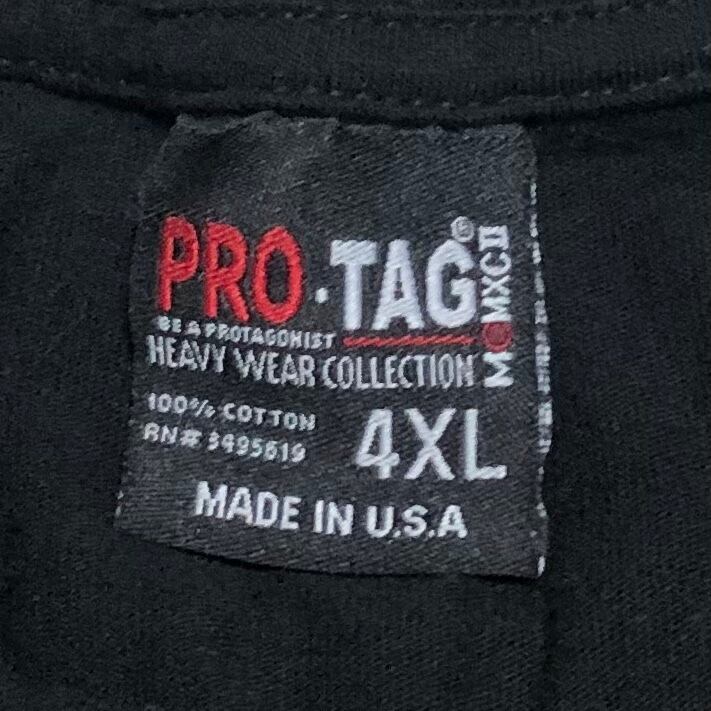 PRO·TAG®
BE A PROTAGONIST
HEAVY WEAR COLLECTION
M MXCII
100% COTTON
RN# 3495619
4XL
MADE IN U.S.A